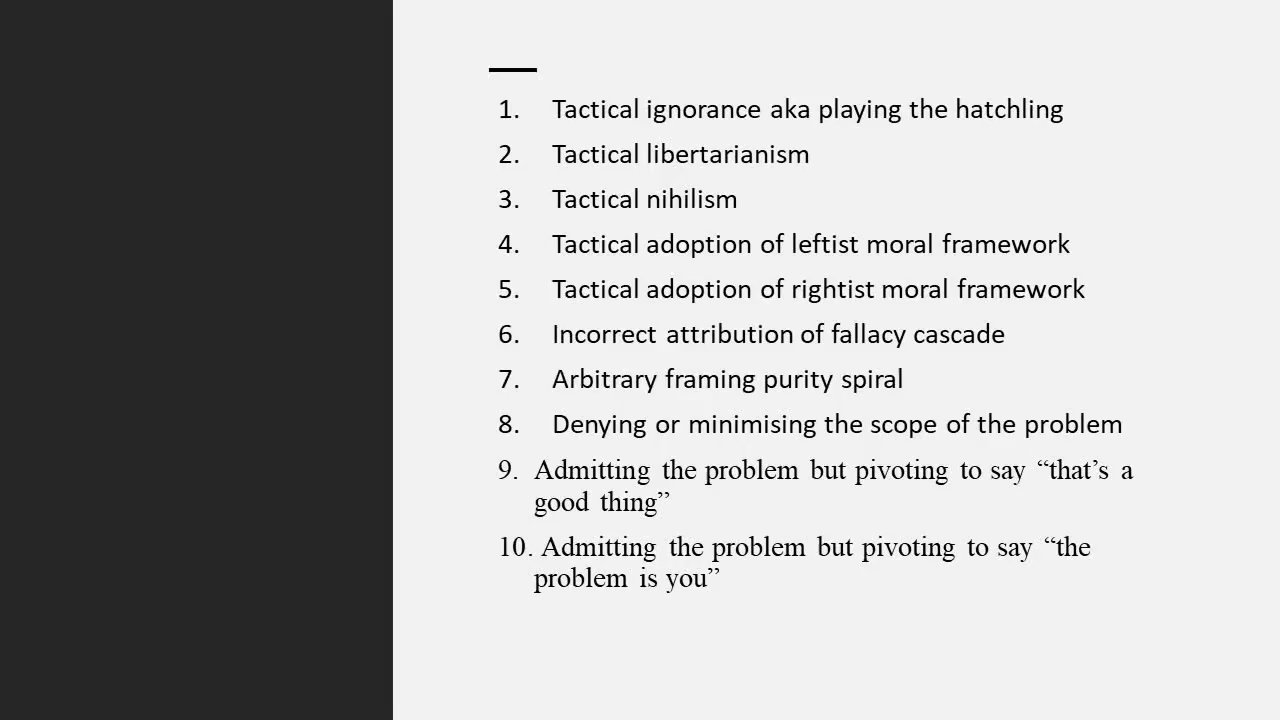 1. Tactical ignorance aka playing the hatchling
2. Tactical libertarianism
3. Tactical nihilism
4. Tactical adoption of leftist moral framework
5. Tactical adoption of rightist moral framework
6. Incorrect attribution of fallacy cascade
7. Arbitrary framing purity spiral
8. Denying or minimising the scope of the problem
9. Admitting the problem but pivoting to say “that’s a
good thing”
10. Admitting the problem but pivoting to say “the
problem is you”